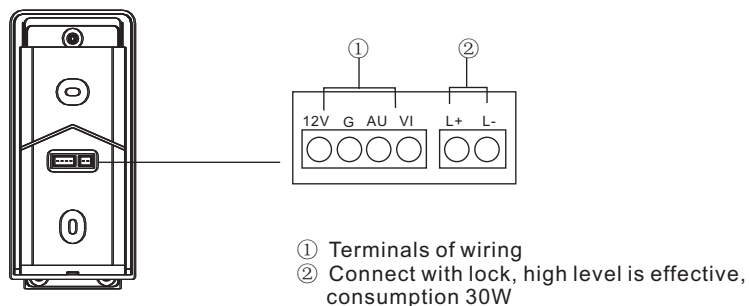 ① ②
12V G AU VI L+ L-
① Terminals of wiring
② Connect with lock, high level is effective,
consumption 30W